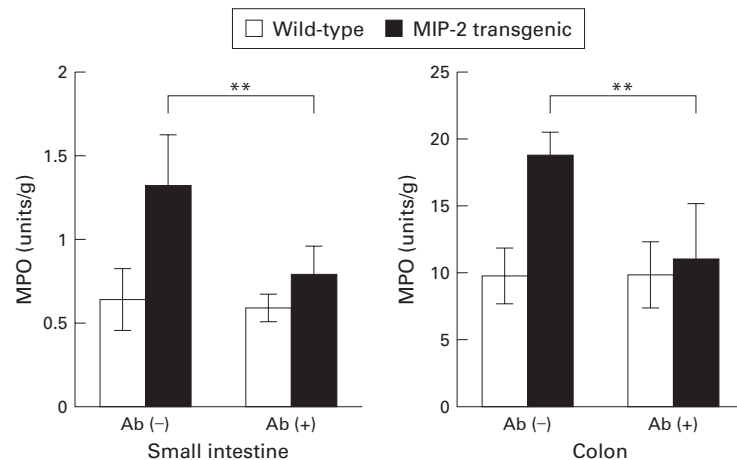 Wild-type MIP-2 transgenic
2
1.5
1
0.5
0
MPO (units/g)
**
Ab (–) Ab (+)
Small intestine
25
20
15
10
5
0
MPO (units/g)
**
Ab (–) Ab (+)
Colon